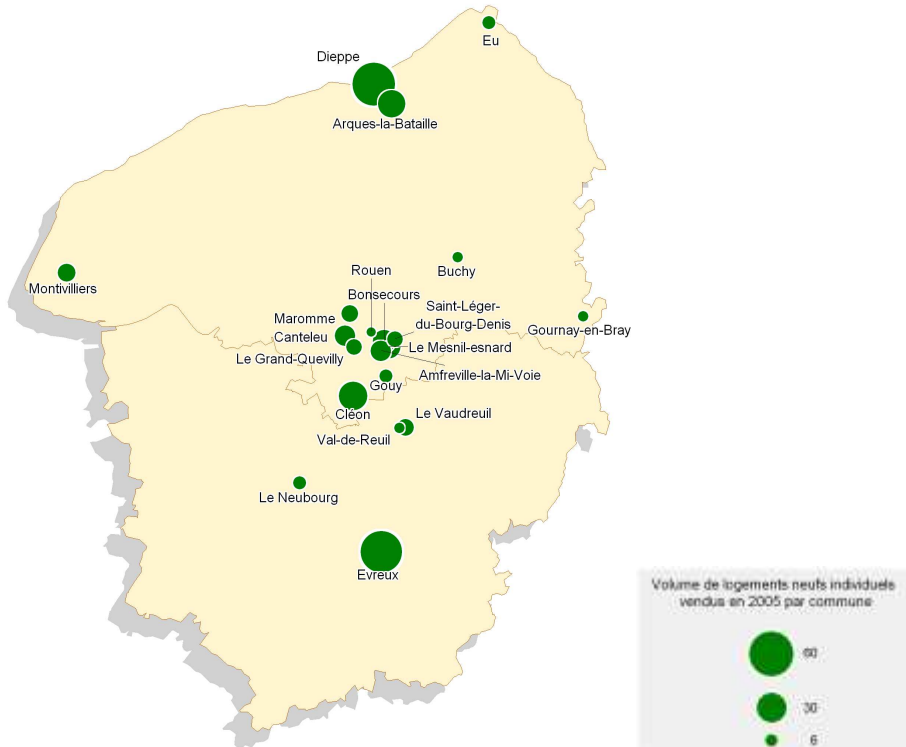 Eu
Dieppe
Arques-la-Bataille
Buchy
Rouen
Montivilliers
Bonsecours
Saint-Léger-
du-Bourg-Denis
Maromme
Gournay-en-Bray
Canteleu
Le Mesnil-esnard
Le Grand-Quevilly
Amfreville-la-Mi-Voie
Gouy
Cléon
Le Vaudreuil
Val-de-Reuil
Le Neubourg
Evreux
Volume de logements neufs individuels
vendus en 2005 par commune
60
30
6